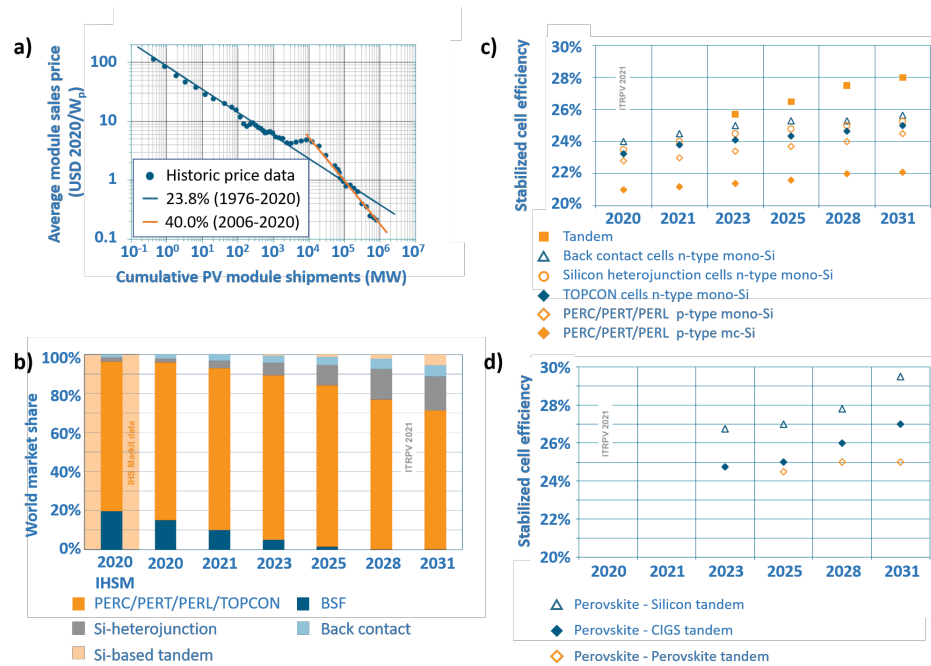 a)
Average module sales price
(USD 2020/Wp)
100
10
1
0.1
Historic price data
23.8% (1976-2020)
40.0% (2006-2020)
10-1 100 101 102 103 104 105 106 107
Cumulative PV module shipments (MW)
c)
Stabilized cell efficiency
30%
28%
26%
24%
22%
20%
ITRPV 2021
2020 2021 2023 2025 2028 2031
Tandem
Back contact cells n-type mono-Si
Silicon heterojunction cells n-type mono-Si
TOPCON cells n-type mono-Si
PERC/PERT/PERL p-type mono-Si
PERC/PERT/PERL p-type mc-Si
b)
World market share
100%
80%
60%
40%
20%
0%
IHS Markit data
ITRPV 2021
2020 2020 2021 2023 2025 2028 2031
IHSM
PERC/PERT/PERL/TOPCON BSF
Si-heterojunction Back contact
Si-based tandem
d)
Stabilized cell efficiency
30%
28%
26%
24%
22%
20%
ITRPV 2021
2020 2021 2023 2025 2028 2031
Perovskite - Silicon tandem
Perovskite - CIGS tandem
Perovskite - Perovskite tandem